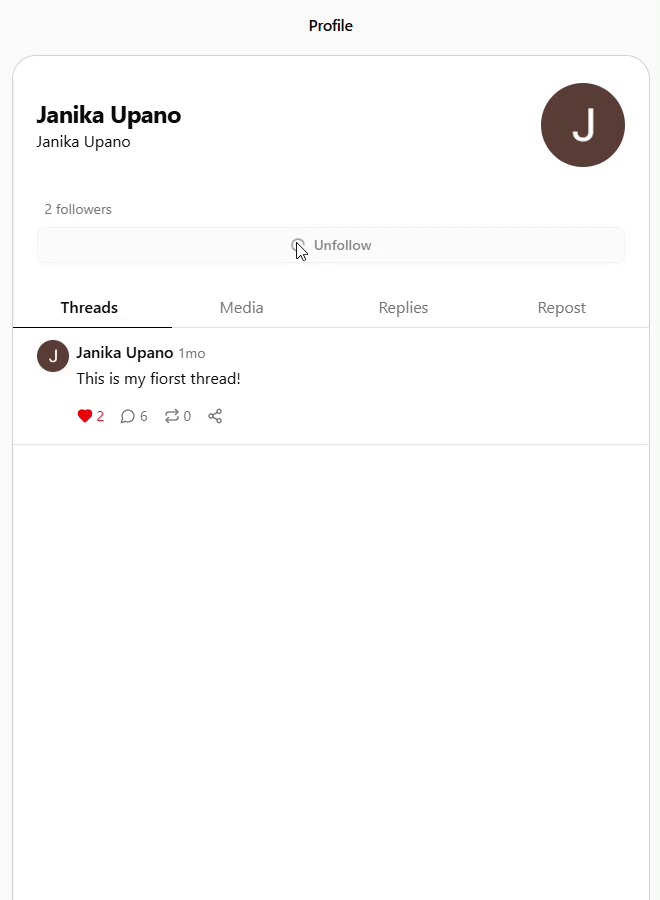 Profile
Janika Upano
Janika Upano
J
2 followers
Unfollow
Threads Media Replies Repost
J
Janika Upano 1mo
This is my fiorst thread!
2 6 0